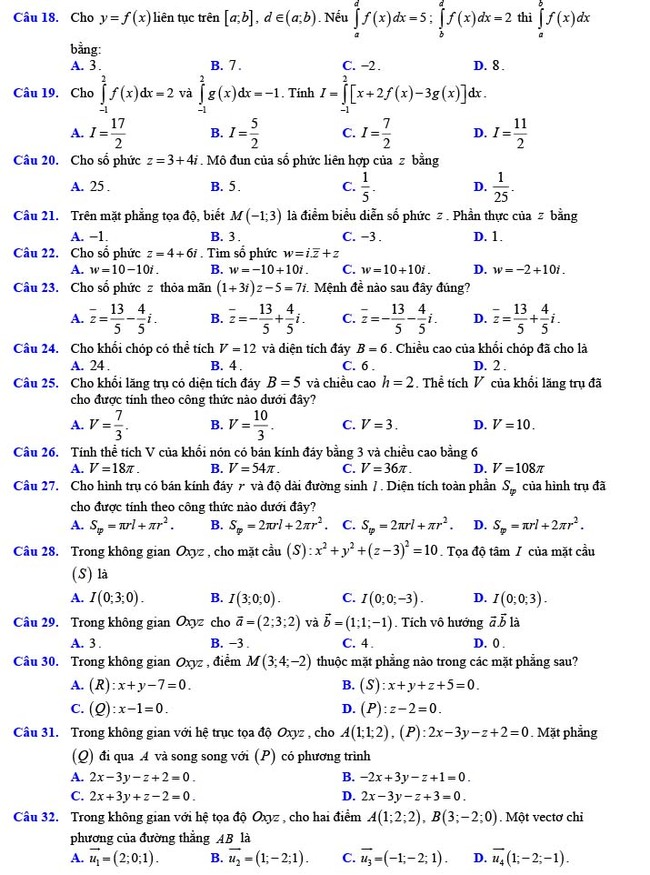 Câu 18. Cho y = f(x) liên tục trên [a;b], d ∈ (a;b). Nếu ∫_a^d f(x)dx = 5; ∫_b^d f(x)dx = 2 thì ∫_a^b f(x)dx
bằng:
A. 3. B. 7. C. −2. D. 8.
Câu 19. Cho ∫_{-1}^2 f(x)dx = 2 và ∫_{-1}^2 g(x)dx = −1. Tính I = ∫_{-1}^2 [x + 2f(x) − 3g(x)]dx.
A. I = 17/2 B. I = 5/2 C. I = 7/2 D. I = 11/2
Câu 20. Cho số phức z = 3 + 4i. Mô đun của số phức liên hợp của z bằng
A. 25. B. 5. C. 1/5. D. 1/25.
Câu 21. Trên mặt phẳng tọa độ, biết M(−1;3) là điểm biểu diễn số phức z. Phần thực của z bằng
A. −1. B. 3. C. −3. D. 1.
Câu 22. Cho số phức z = 4 + 6i. Tìm số phức w = i.z̄ + z
A. w = 10 − 10i. B. w = −10 + 10i. C. w = 10 + 10i. D. w = −2 + 10i.
Câu 23. Cho số phức z thỏa mãn (1 + 3i)z − 5 = 7i. Mệnh đề nào sau đây đúng?
A. z̄ = 13/5 − 4/5 i. B. z̄ = −13/5 + 4/5 i. C. z̄ = −13/5 − 4/5 i. D. z̄ = 13/5 + 4/5 i.
Câu 24. Cho khối chóp có thể tích V = 12 và diện tích đáy B = 6. Chiều cao của khối chóp đã cho là
A. 24. B. 4. C. 6. D. 2.
Câu 25. Cho khối lăng trụ có diện tích đáy B = 5 và chiều cao h = 2. Thể tích V của khối lăng trụ đã
cho được tính theo công thức nào dưới đây?
A. V = 7/3. B. V = 10/3. C. V = 3. D. V = 10.
Câu 26. Tính thể tích V của khối nón có bán kính đáy bằng 3 và chiều cao bằng 6
A. V = 18π. B. V = 54π. C. V = 36π. D. V = 108π
Câu 27. Cho hình trụ có bán kính đáy r và độ dài đường sinh l. Diện tích toàn phần S_tp của hình trụ đã
cho được tính theo công thức nào dưới đây?
A. S_tp = πrl + πr². B. S_tp = 2πrl + 2πr². C. S_tp = 2πrl + πr². D. S_tp = πrl + 2πr².
Câu 28. Trong không gian Oxyz, cho mặt cầu (S): x² + y² + (z − 3)² = 10. Tọa độ tâm I của mặt cầu
(S) là
A. I(0;3;0). B. I(3;0;0). C. I(0;0;−3). D. I(0;0;3).
Câu 29. Trong không gian Oxyz cho a⃗ = (2;3;2) và b⃗ = (1;1;−1). Tích vô hướng a⃗.b⃗ là
A. 3. B. −3. C. 4. D. 0.
Câu 30. Trong không gian Oxyz, điểm M(3;4;−2) thuộc mặt phẳng nào trong các mặt phẳng sau?
A. (R): x + y − 7 = 0. B. (S): x + y + z + 5 = 0.
C. (Q): x − 1 = 0. D. (P): z − 2 = 0.
Câu 31. Trong không gian với hệ trục tọa độ Oxyz, cho A(1;1;2), (P): 2x − 3y − z + 2 = 0. Mặt phẳng
(Q) đi qua A và song song với (P) có phương trình
A. 2x − 3y − z + 2 = 0. B. −2x + 3y − z + 1 = 0.
C. 2x + 3y + z − 2 = 0. D. 2x − 3y − z + 3 = 0.
Câu 32. Trong không gian với hệ tọa độ Oxyz, cho hai điểm A(1;2;2), B(3;−2;0). Một vectơ chỉ
phương của đường thẳng AB là
A. u₁⃗ = (2;0;1). B. u₂⃗ = (1;−2;1). C. u₃⃗ = (−1;−2;1). D. u₄⃗ (1;−2;−1).